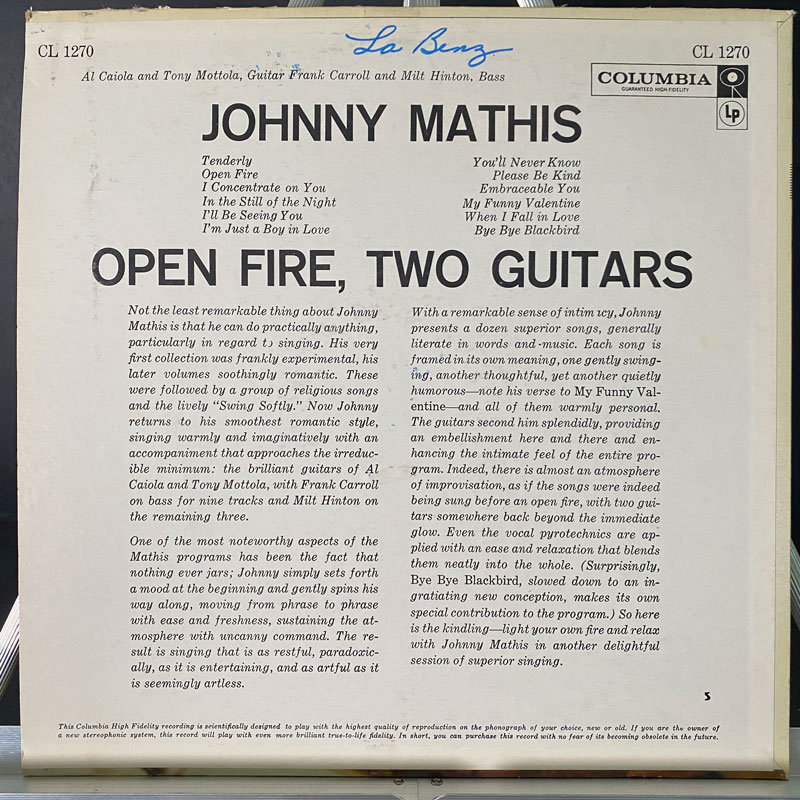 La Benz
CL 1270
CL 1270
Al Caiola and Tony Mottola, Guitar Frank Carroll and Milt Hinton, Bass
COLUMBIA
GUARANTEED HIGH-FIDELITY
Lp
JOHNNY MATHIS
Tenderly
Open Fire
I Concentrate on You
In the Still of the Night
I'll Be Seeing You
I'm Just a Boy in Love
You'll Never Know
Please Be Kind
Embraceable You
My Funny Valentine
When I Fall in Love
Bye Bye Blackbird
OPEN FIRE, TWO GUITARS
Not the least remarkable thing about Johnny
Mathis is that he can do practically anything,
particularly in regard to singing. His very
first collection was frankly experimental, his
later volumes soothingly romantic. These
were followed by a group of religious songs
and the lively "Swing Softly." Now Johnny
returns to his smoothest romantic style,
singing warmly and imaginatively with an
accompaniment that approaches the irreduc-
ible minimum: the brilliant guitars of Al
Caiola and Tony Mottola, with Frank Carroll
on bass for nine tracks and Milt Hinton on
the remaining three.
One of the most noteworthy aspects of the
Mathis programs has been the fact that
nothing ever jars; Johnny simply sets forth
a mood at the beginning and gently spins his
way along, moving from phrase to phrase
with ease and freshness, sustaining the at-
mosphere with uncanny command. The re-
sult is singing that is as restful, paradoxic-
ally, as it is entertaining, and as artful as it
is seemingly artless.
With a remarkable sense of intimacy, Johnny
presents a dozen superior songs, generally
literate in words and music. Each song is
framed in its own meaning, one gently swing-
ing, another thoughtful, yet another quietly
humorous—note his verse to My Funny Val-
entine—and all of them warmly personal.
The guitars second him splendidly, providing
an embellishment here and there and en-
hancing the intimate feel of the entire pro-
gram. Indeed, there is almost an atmosphere
of improvisation, as if the songs were indeed
being sung before an open fire, with two gui-
tars somewhere back beyond the immediate
glow. Even the vocal pyrotechnics are ap-
plied with an ease and relaxation that blends
them neatly into the whole. (Surprisingly,
Bye Bye Blackbird, slowed down to an in-
gratiating new conception, makes its own
special contribution to the program.) So here
is the kindling—light your own fire and relax
with Johnny Mathis in another delightful
session of superior singing.
5
This Columbia High Fidelity recording is scientifically designed to play with the highest quality of reproduction on the phonograph of your choice, new or old. If you are the owner of
a new stereophonic system, this record will play with even more brilliant true-to-life fidelity. In short, you can purchase this record with no fear of its becoming obsolete in the future.